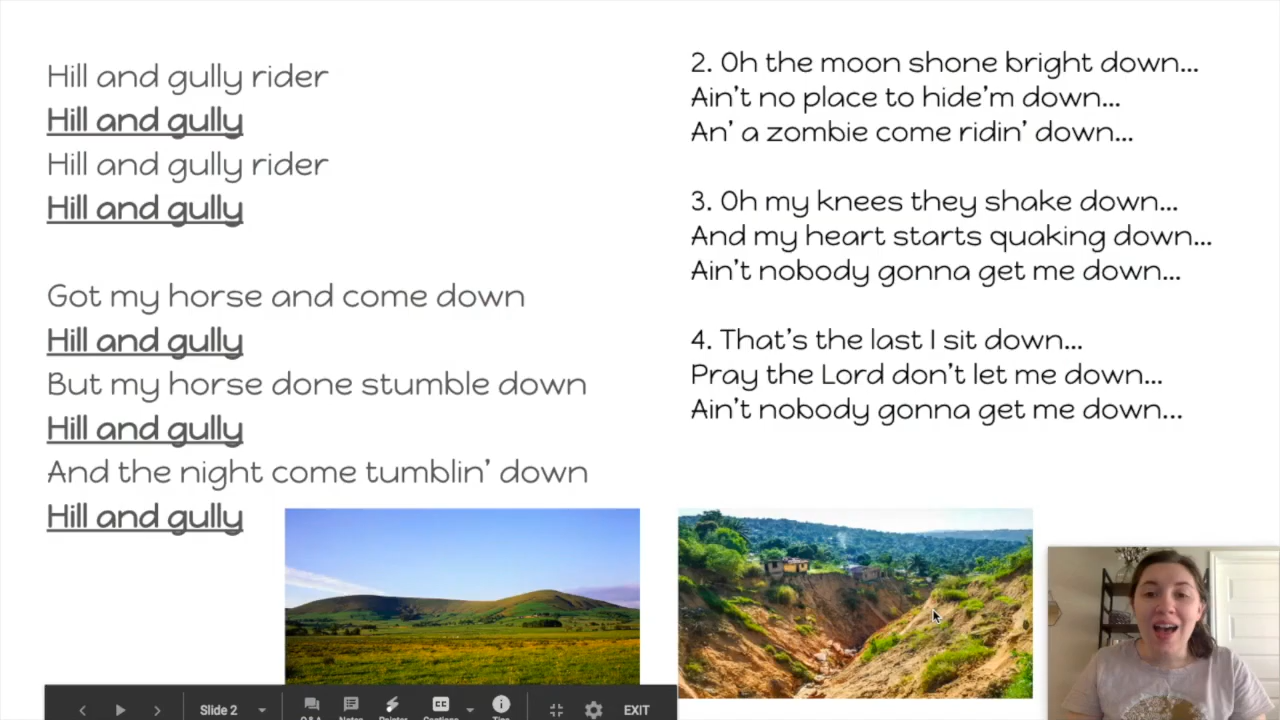 Hill and gully rider
Hill and gully
Hill and gully rider
Hill and gully
Got my horse and come down
Hill and gully
But my horse done stumble down
Hill and gully
And the night come tumblin' down
Hill and gully
2. Oh the moon shone bright down...
Ain't no place to hide'm down...
An' a zombie come ridin' down...
3. Oh my knees they shake down...
And my heart starts quaking down...
Ain't nobody gonna get me down...
4. That's the last I sit down...
Pray the Lord don't let me down...
Ain't nobody gonna get me down...
Slide 2
CC
EXIT